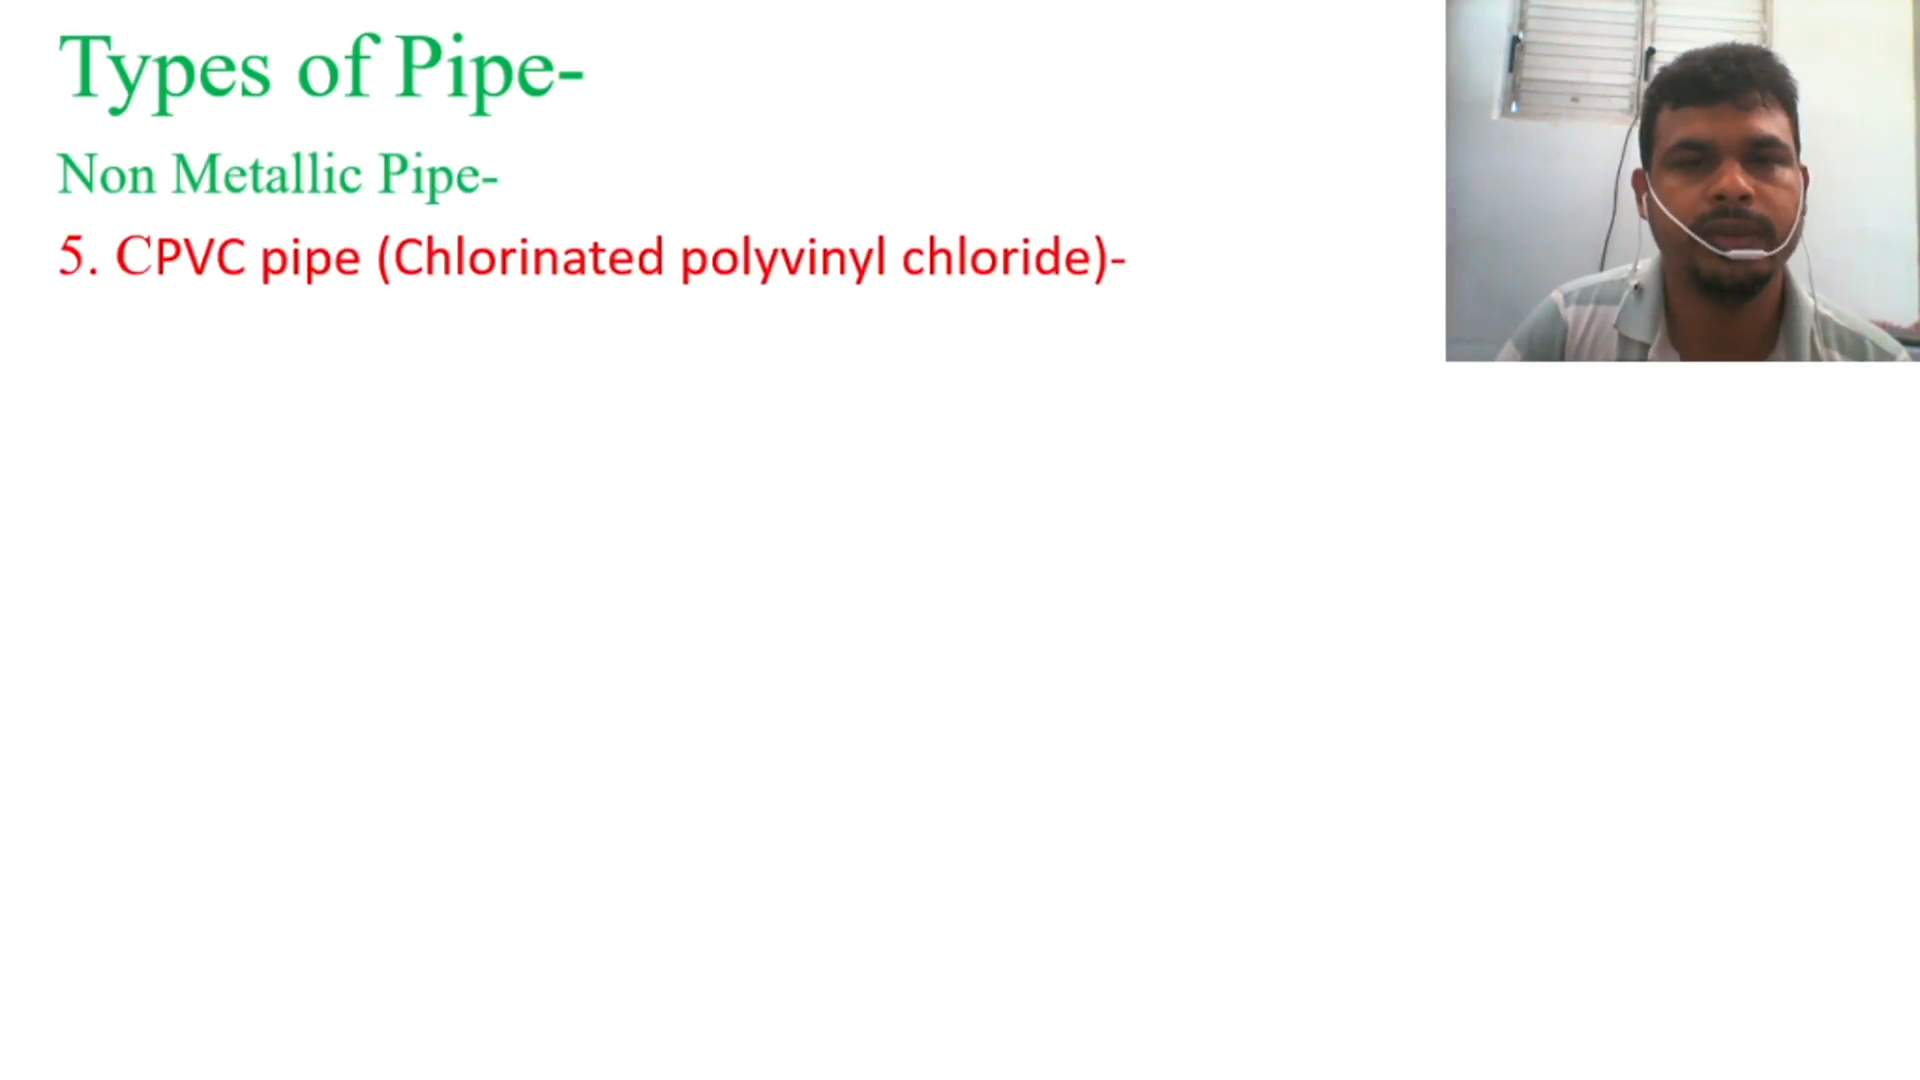 Types of Pipe-
Non Metallic Pipe-
5. CPVC pipe (Chlorinated polyvinyl chloride)-